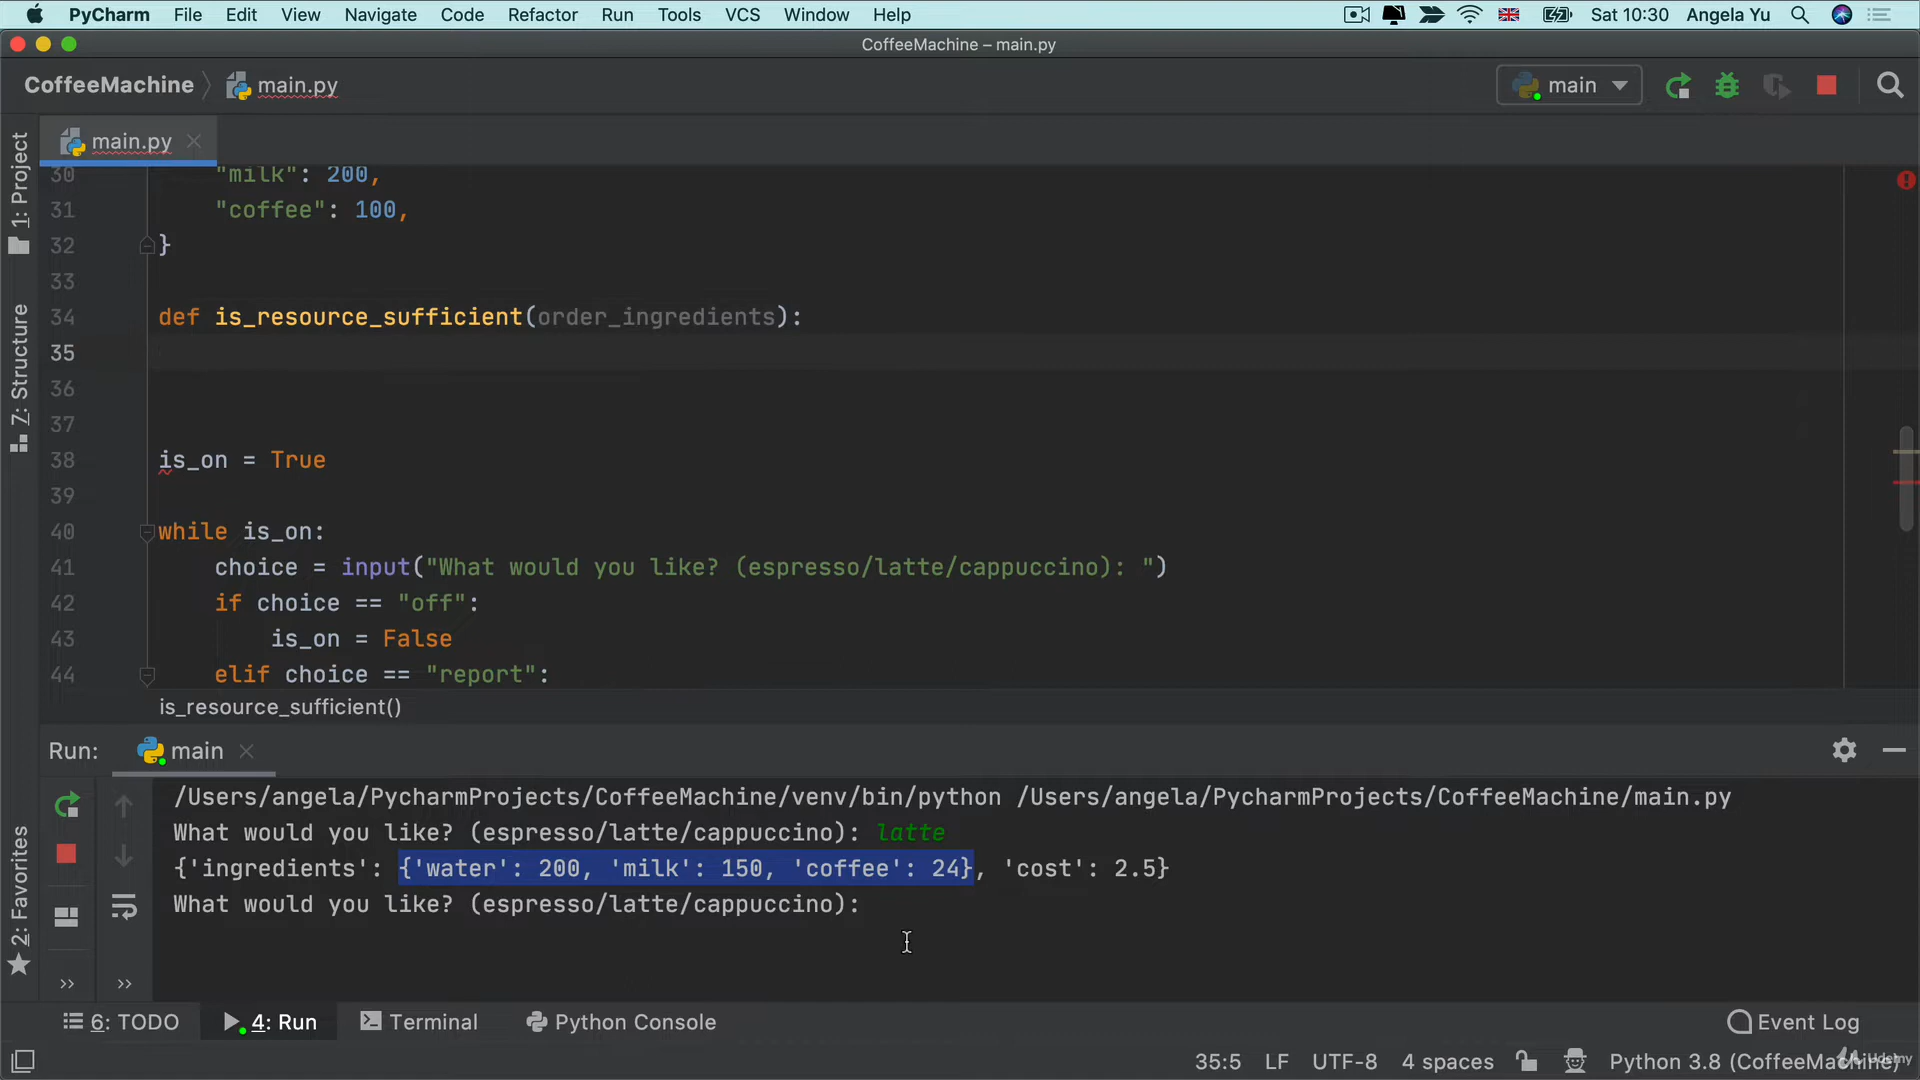 PyCharm File Edit View Navigate Code Refactor Run Tools VCS Window Help Sat 10:30 Angela Yu
CoffeeMachine – main.py
CoffeeMachine main.py main
1: Project
7: Structure
2: Favorites
main.py
30 "milk": 200,
31 "coffee": 100,
32 }
33
34 def is_resource_sufficient(order_ingredients):
35
36
37
38 is_on = True
39
40 while is_on:
41 choice = input("What would you like? (espresso/latte/cappuccino): ")
42 if choice == "off":
43 is_on = False
44 elif choice == "report":
is_resource_sufficient()
Run: main
/Users/angela/PycharmProjects/CoffeeMachine/venv/bin/python /Users/angela/PycharmProjects/CoffeeMachine/main.py
What would you like? (espresso/latte/cappuccino): latte
{'ingredients': {'water': 200, 'milk': 150, 'coffee': 24}, 'cost': 2.5}
What would you like? (espresso/latte/cappuccino):
6: TODO 4: Run Terminal Python Console Event Log
35:5 LF UTF-8 4 spaces Python 3.8 (CoffeeMachine)
Udemy